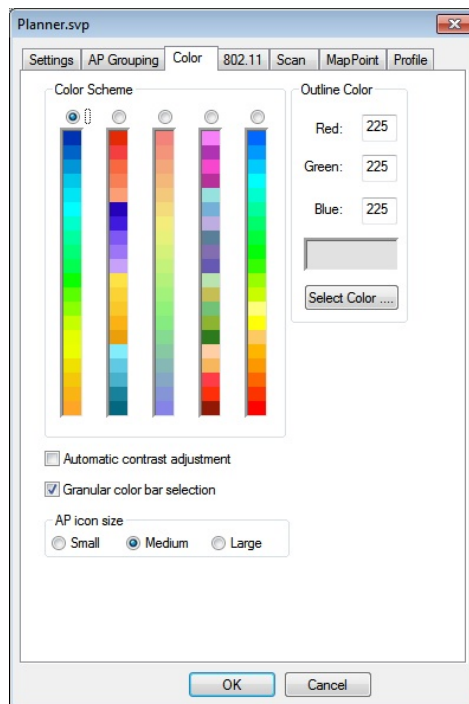 Planner.svp
Settings AP Grouping Color 802.11 Scan MapPoint Profile
Color Scheme
Outline Color
Red: 225
Green: 225
Blue: 225
Select Color ....
Automatic contrast adjustment
Granular color bar selection
AP icon size
Small Medium Large
OK Cancel